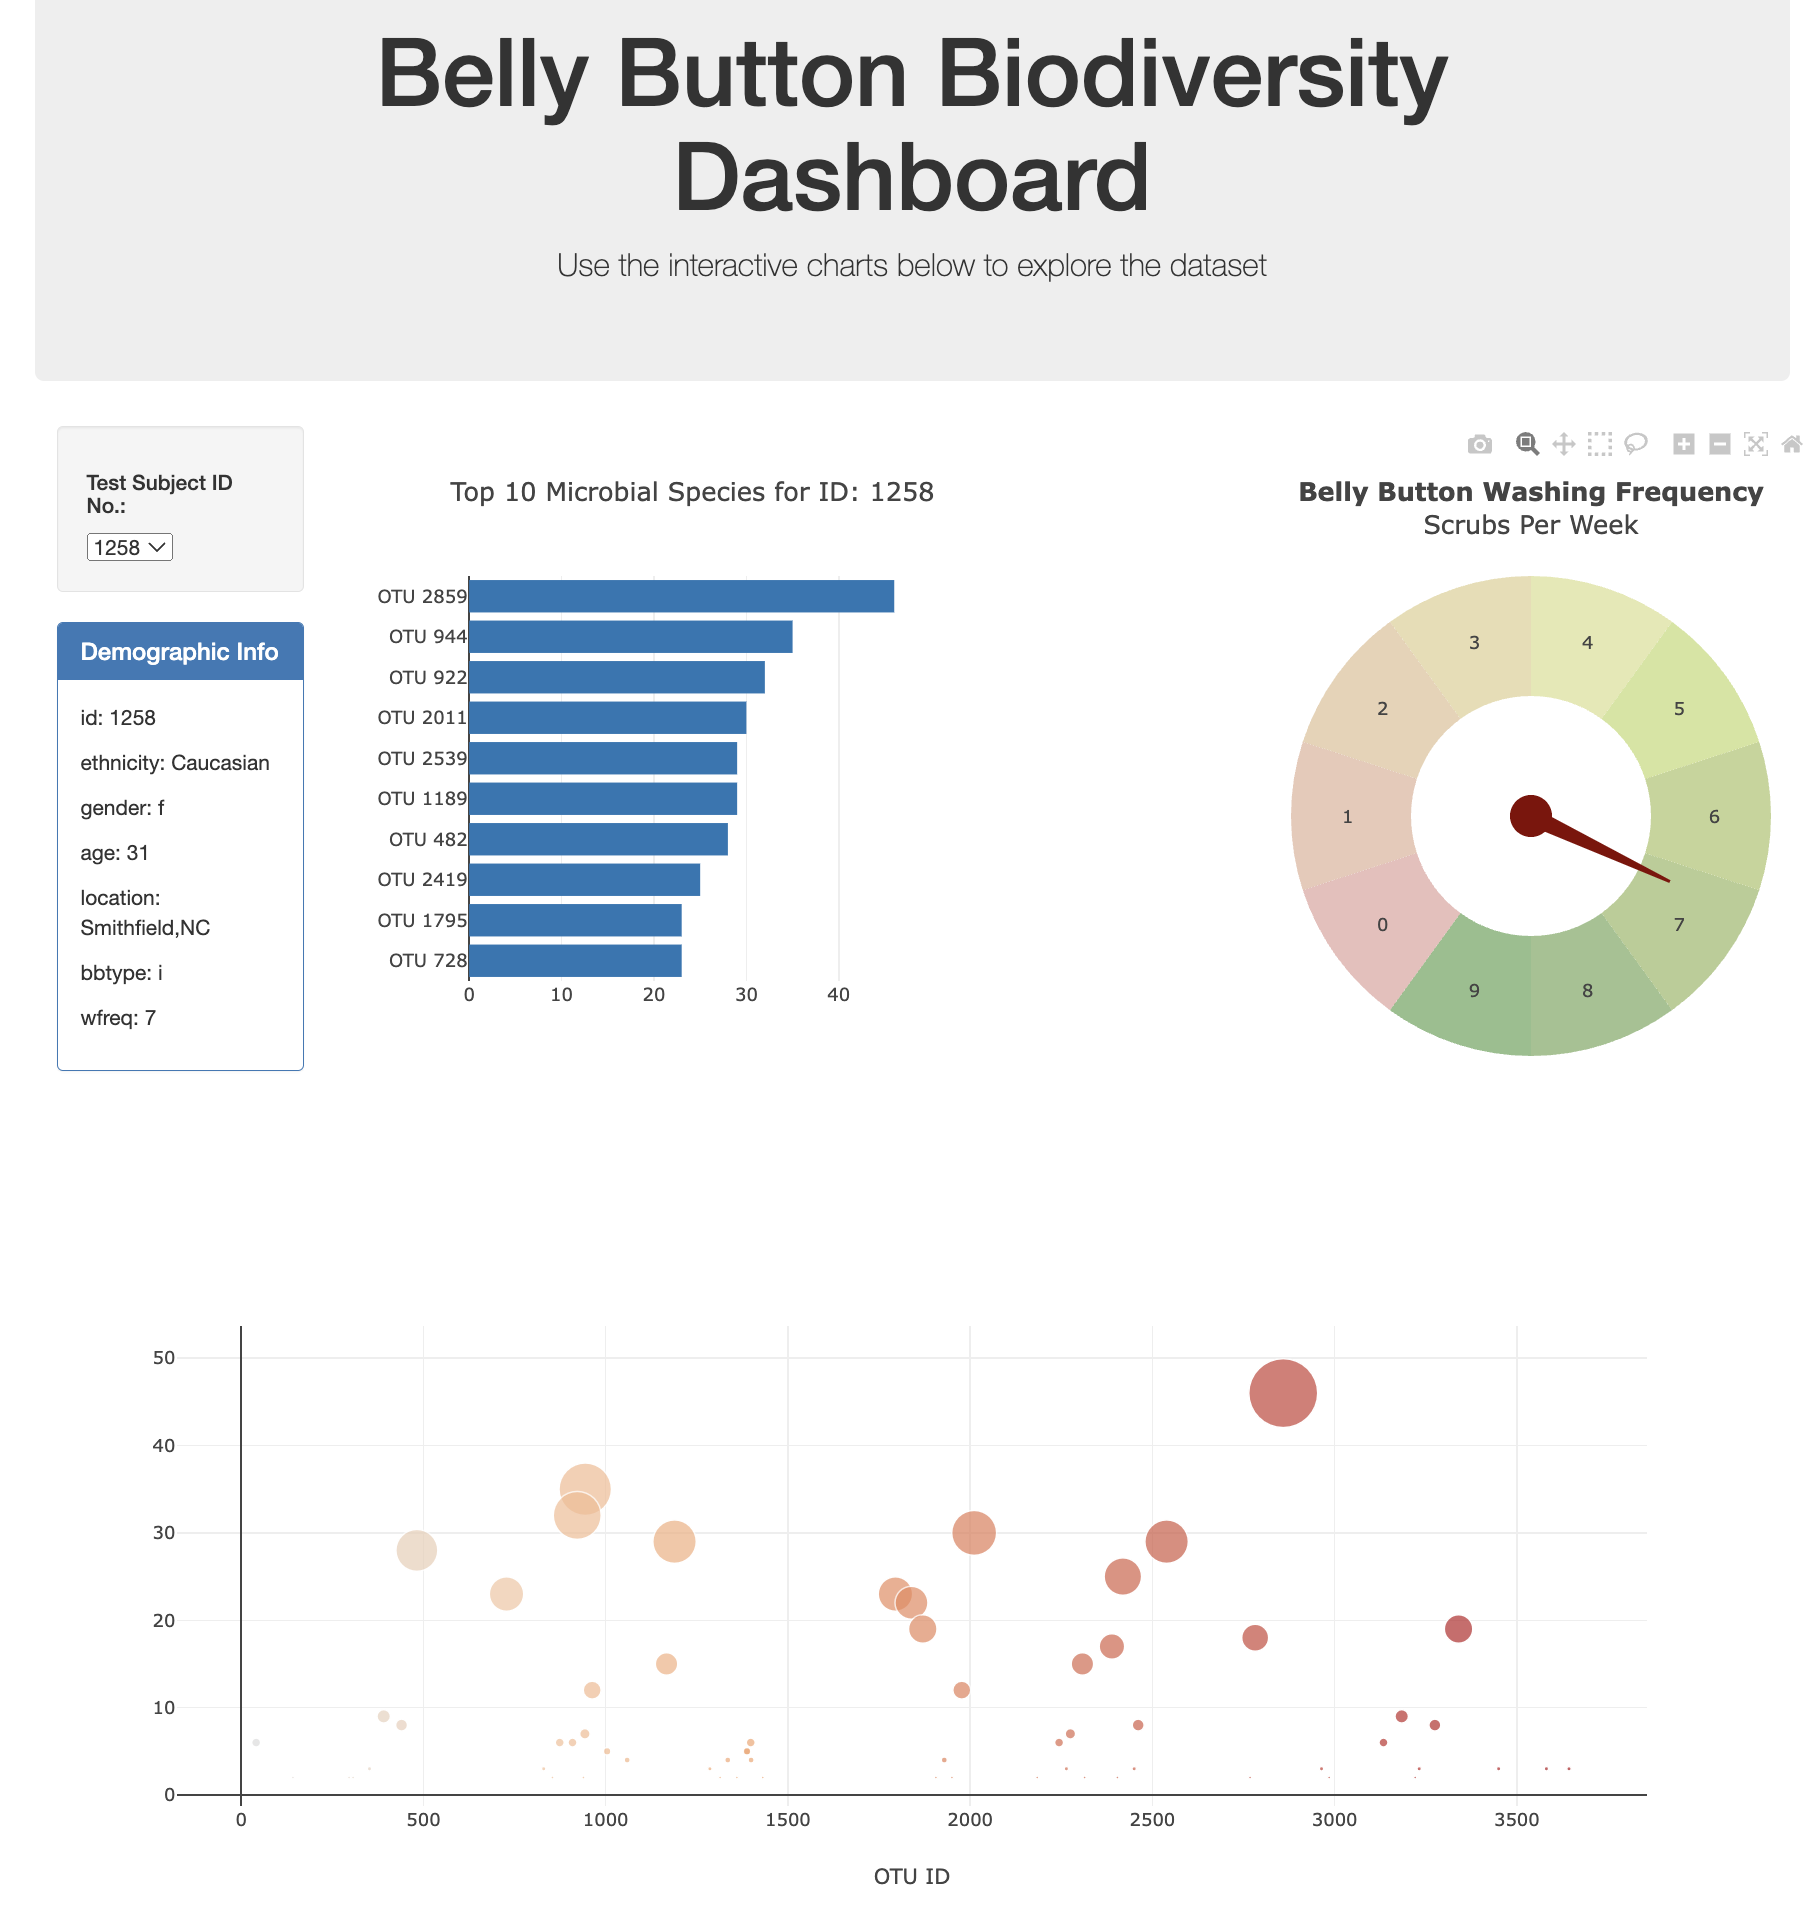 Belly Button Biodiversity
Dashboard
Use the interactive charts below to explore the dataset
Test Subject ID
No.:
1258
Demographic Info
id: 1258
ethnicity: Caucasian
gender: f
age: 31
location:
Smithfield,NC
bbtype: i
wfreq: 7
Top 10 Microbial Species for ID: 1258
OTU 2859
OTU 944
OTU 922
OTU 2011
OTU 2539
OTU 1189
OTU 482
OTU 2419
OTU 1795
OTU 728
0 10 20 30 40
Belly Button Washing Frequency
Scrubs Per Week
3 4
2 5
1 6
0 7
9 8
50
40
30
20
10
0
0 500 1000 1500 2000 2500 3000 3500
OTU ID